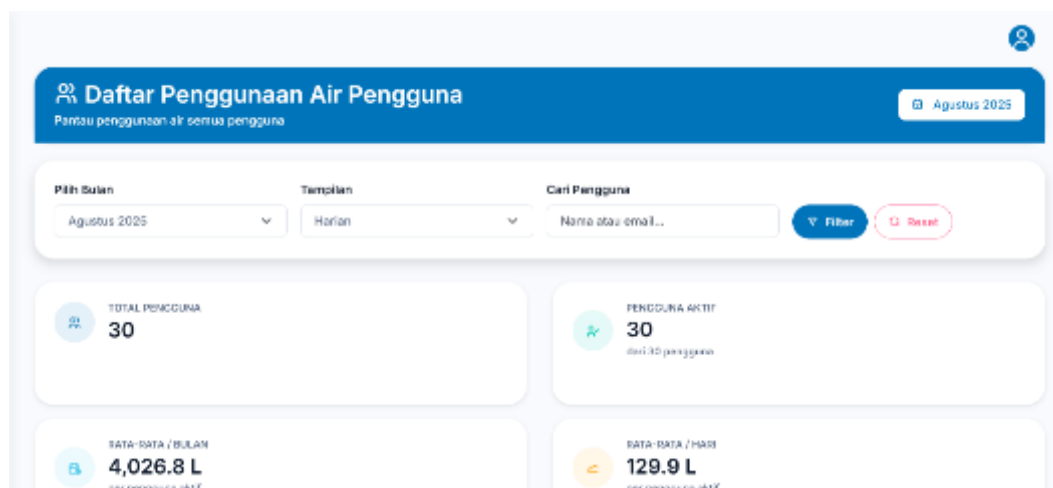 Daftar Penggunaan Air Pengguna
Pantau penggunaan air semua pengguna
Agustus 2025
Pilih Bulan
Tampilan
Cari Pengguna
Agustus 2025
Harian
Nama atau email...
Filter
Reset
TOTAL PENGGUNA
30
PENGGUNA AKTIF
30
dari 30 pengguna
RATA-RATA / BULAN
4,026.8 L
RATA-RATA / HARI
129.9 L